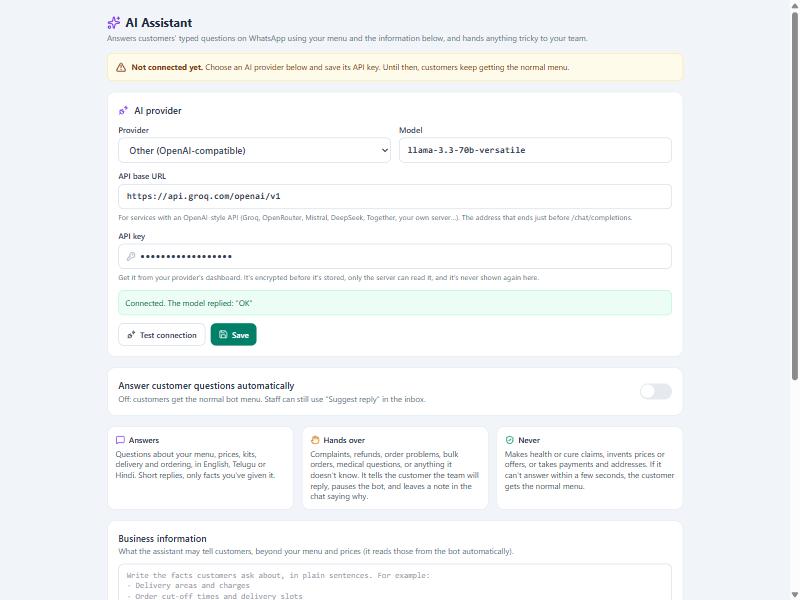 AI Assistant
Answers customers' typed questions on WhatsApp using your menu and the information below, and hands anything tricky to your team.
Not connected yet. Choose an AI provider below and save its API key. Until then, customers keep getting the normal menu.
AI provider
Provider
Model
Other (OpenAI-compatible)
llama-3.3-70b-versatile
API base URL
https://api.groq.com/openai/v1
For services with an OpenAI-style API (Groq, OpenRouter, Mistral, DeepSeek, Together, your own server...). The address that ends just before /chat/completions.
API key
••••••••••••••••••
Get it from your provider's dashboard. It's encrypted before it's stored, only the server can read it, and it's never shown again here.
Connected. The model replied: "OK"
Test connection
Save
Answer customer questions automatically
Off: customers get the normal bot menu. Staff can still use "Suggest reply" in the inbox.
Answers
Questions about your menu, prices, kits,
delivery and ordering, in English, Telugu or
Hindi. Short replies, only facts you've given it.
Hands over
Complaints, refunds, order problems, bulk
orders, medical questions, or anything it
doesn't know. It tells the customer the team will
reply, pauses the bot, and leaves a note in the
chat saying why.
Never
Makes health or cure claims, invents prices or
offers, or takes payments and addresses. If it
can't answer within a few seconds, the customer
gets the normal menu.
Business information
What the assistant may tell customers, beyond your menu and prices (it reads those from the bot automatically).
Write the facts customers ask about, in plain sentences. For example:
- Delivery areas and charges
- Order cut-off times and delivery slots